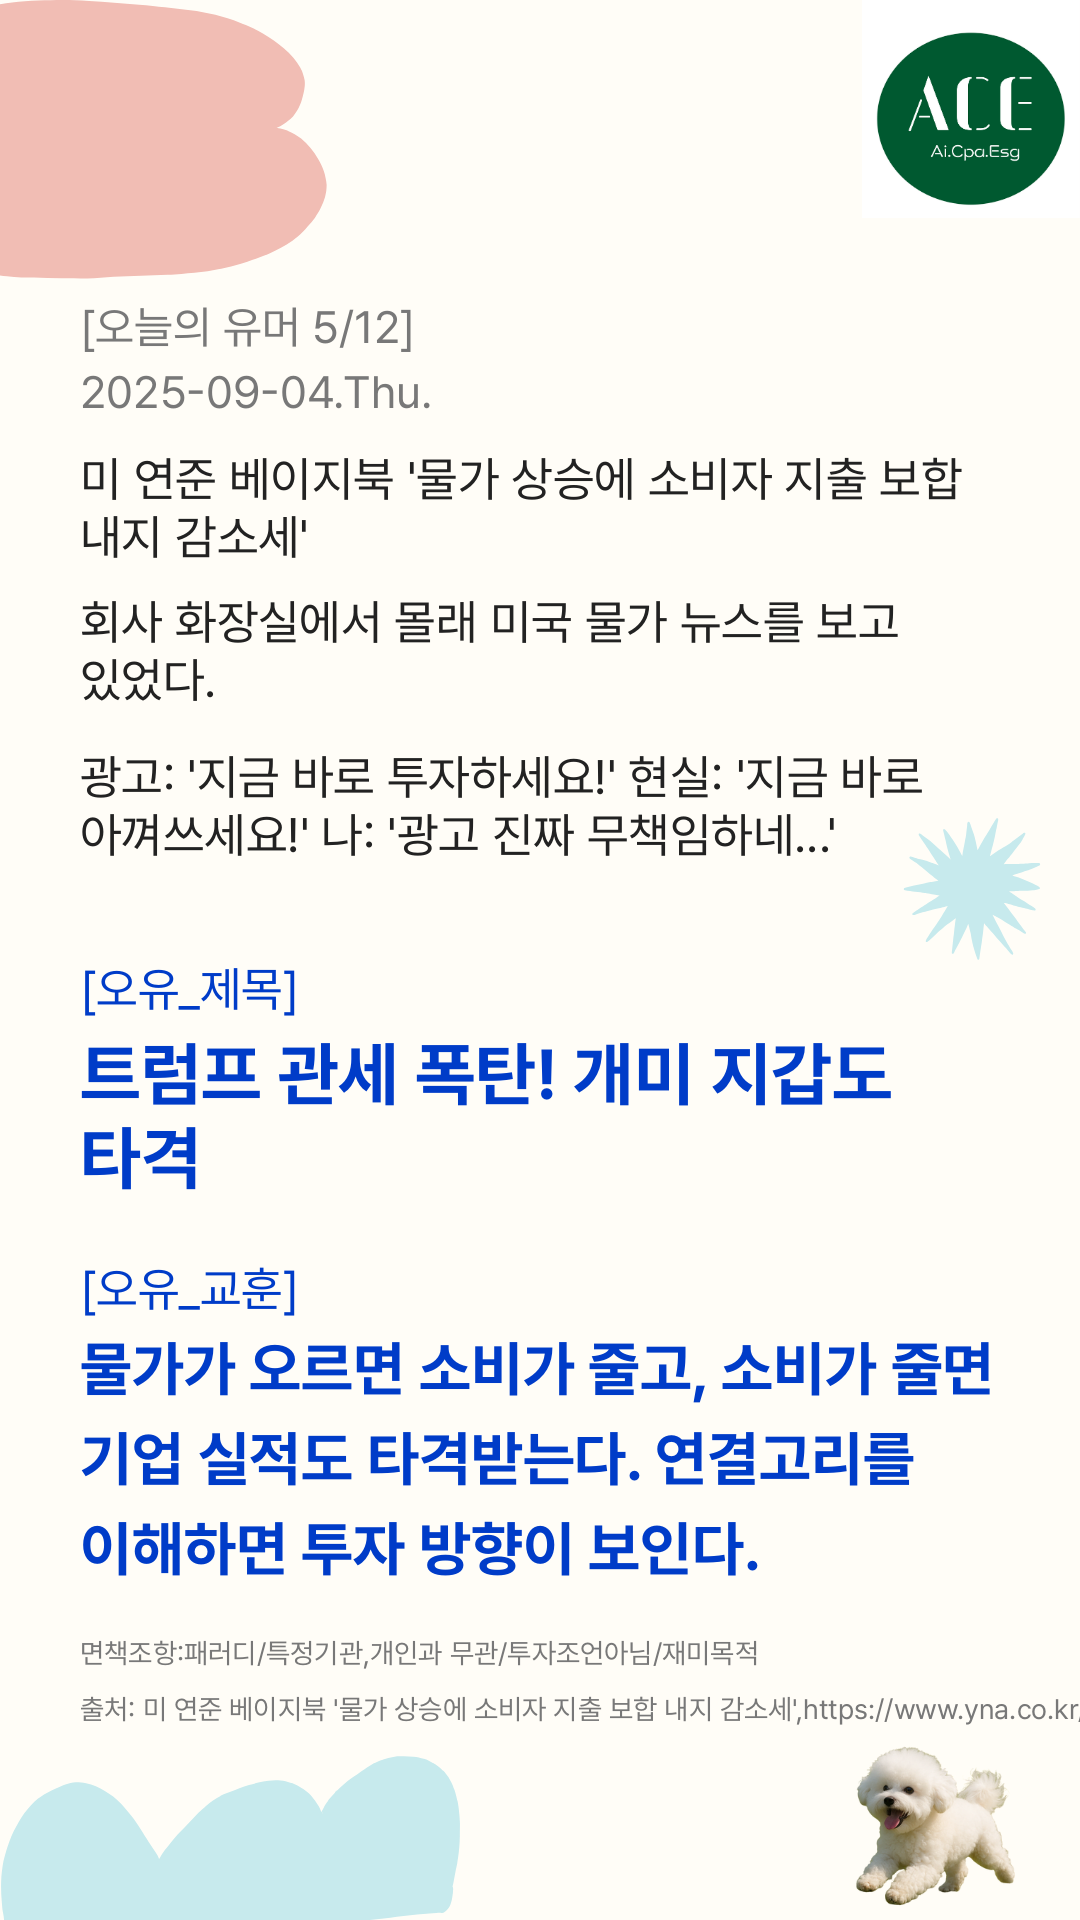 ACE
Ai.Cpa.Esg
[오늘의 유머 5/12]
2025-09-04.Thu.
미 연준 베이지북 '물가 상승에 소비자 지출 보합
내지 감소세'
회사 화장실에서 몰래 미국 물가 뉴스를 보고
있었다.
광고: '지금 바로 투자하세요!' 현실: '지금 바로
아껴쓰세요!' 나: '광고 진짜 무책임하네...'
[오유_제목]
트럼프 관세 폭탄! 개미 지갑도
타격
[오유_교훈]
물가가 오르면 소비가 줄고, 소비가 줄면
기업 실적도 타격받는다. 연결고리를
이해하면 투자 방향이 보인다.
면책조항:패러디/특정기관,개인과 무관/투자조언아님/재미목적
출처: 미 연준 베이지북 '물가 상승에 소비자 지출 보합 내지 감소세',https://www.yna.co.kr/